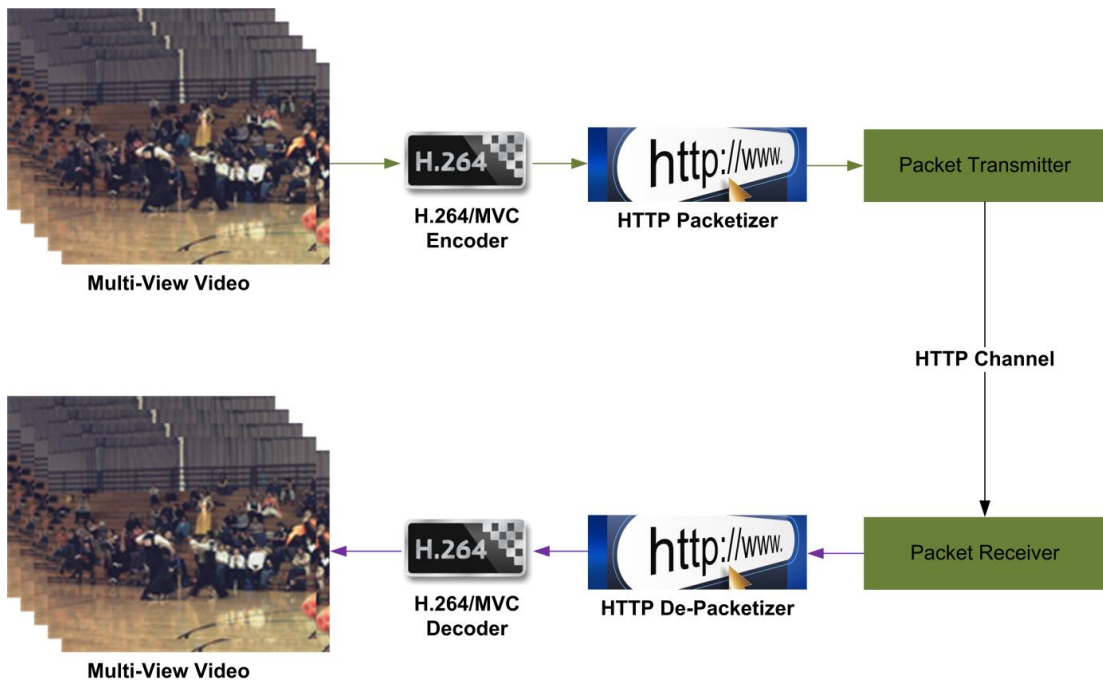 H.264
http://www.
Packet Transmitter
H.264/MVC
Encoder
HTTP Packetizer
Multi-View Video
HTTP Channel
H.264
http://www.
Packet Receiver
H.264/MVC
Decoder
HTTP De-Packetizer
Multi-View Video